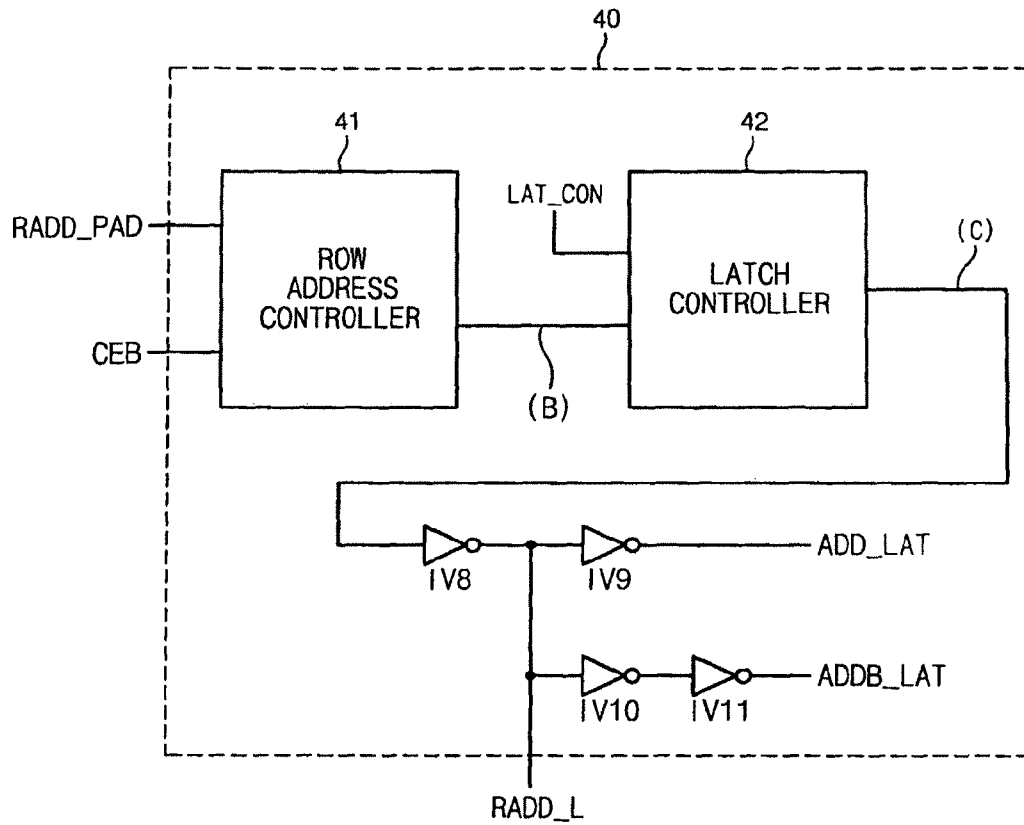 40
41
42
RADD_PAD
CEB
ROW
ADDRESS
CONTROLLER
LAT_CON
(B)
LATCH
CONTROLLER
(C)
IV8
IV9
ADD_LAT
IV10
IV11
ADDB_LAT
RADD_L